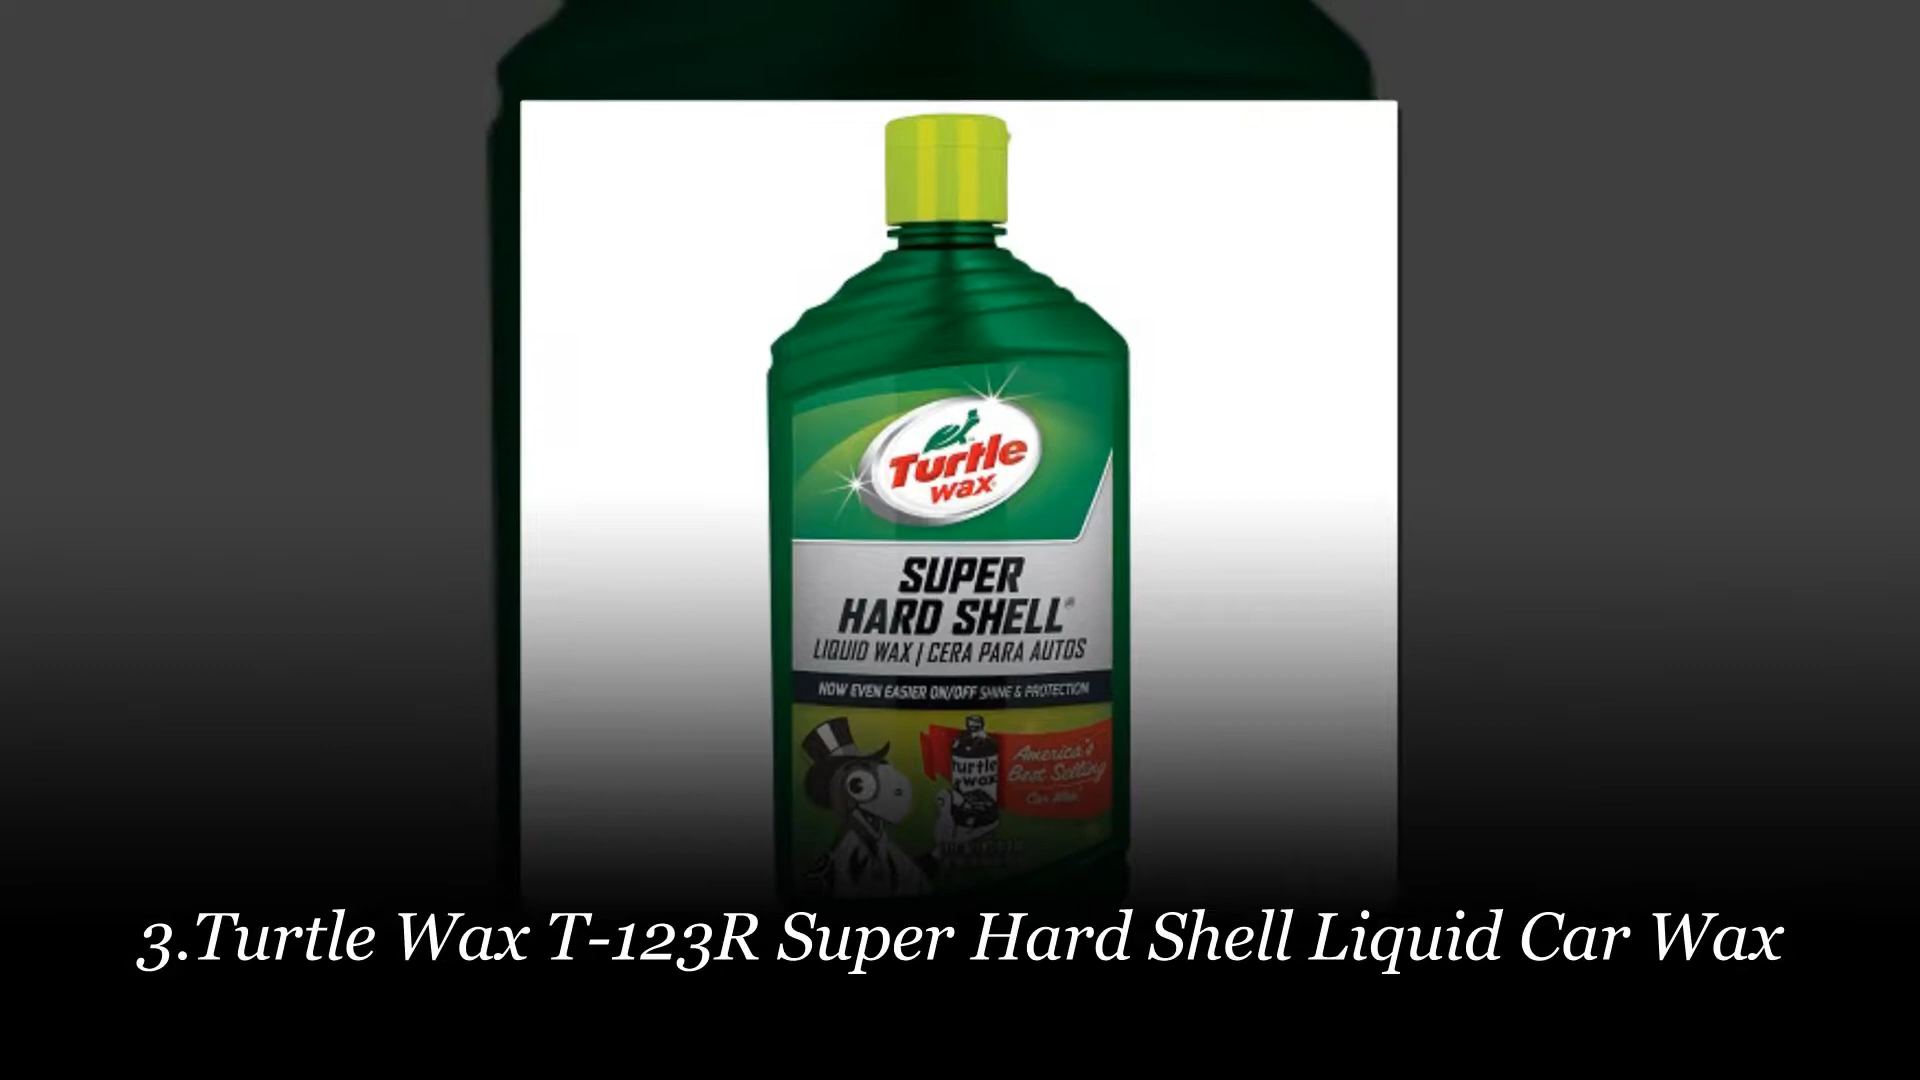 Turtle
wax
SUPER
HARD SHELL®
LIQUID WAX | CERA PARA AUTOS
NOW EVEN EASIER ON/OFF SHINE & PROTECTION
turtle
wax
America's
Best Selling
Car Wax
3.Turtle Wax T-123R Super Hard Shell Liquid Car Wax